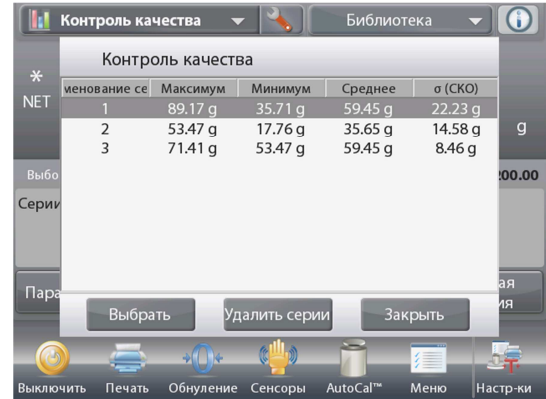 Контроль качества
Библиотека
*
NET
Контроль качества
менование се Максимум Минимум Среднее σ (СКО)
1 89.17 g 35.71 g 59.45 g 22.23 g
2 53.47 g 17.76 g 35.65 g 14.58 g
3 71.41 g 53.47 g 59.45 g 8.46 g
g
Выбо
200.00
Серии
Пара
ая
ия
Выбрать Удалить серии Закрыть
Выключить Печать Обнуление Сенсоры AutoCal™ Меню Настр-ки